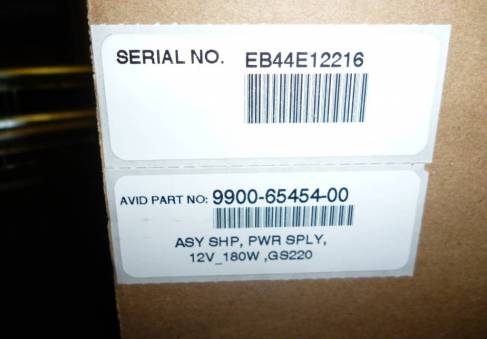 SERIAL NO. EB44E12216
AVID PART NO: 9900-65454-00
ASY SHP, PWR SPLY,
12V_180W ,GS220